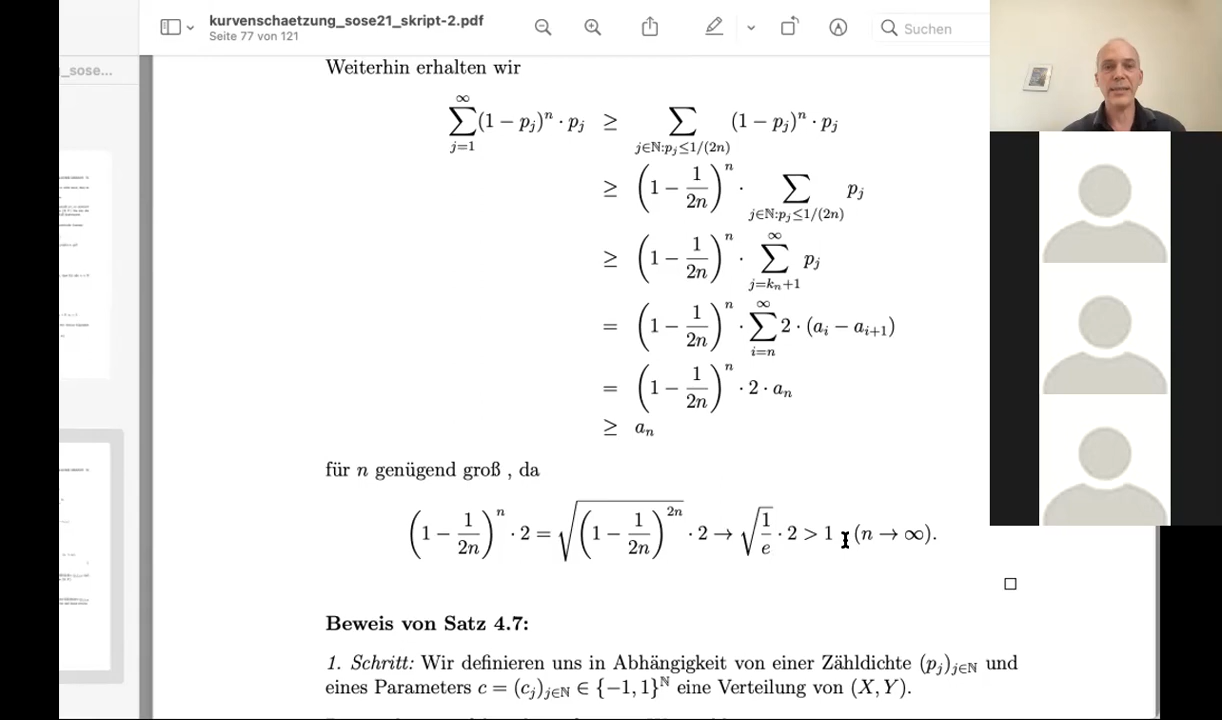 kurvenschaetzung_sose21_skript-2.pdf
Seite 77 von 121
Suchen
_sose...
Weiterhin erhalten wir
∑_{j=1}^{∞} (1 − p_j)^n · p_j ≥ ∑_{j∈ℕ:p_j≤1/(2n)} (1 − p_j)^n · p_j
≥ (1 − 1/2n)^n · ∑_{j∈ℕ:p_j≤1/(2n)} p_j
≥ (1 − 1/2n)^n · ∑_{j=k_n+1}^{∞} p_j
= (1 − 1/2n)^n · ∑_{i=n}^{∞} 2 · (a_i − a_{i+1})
= (1 − 1/2n)^n · 2 · a_n
≥ a_n
für n genügend groß , da
(1 − 1/2n)^n · 2 = √((1 − 1/2n)^{2n}) · 2 → √(1/e) · 2 > 1 (n → ∞).
□
Beweis von Satz 4.7:
1. Schritt: Wir definieren uns in Abhängigkeit von einer Zähldichte (p_j)_{j∈ℕ} und
eines Parameters c = (c_j)_{j∈ℕ} ∈ {−1, 1}^ℕ eine Verteilung von (X, Y).